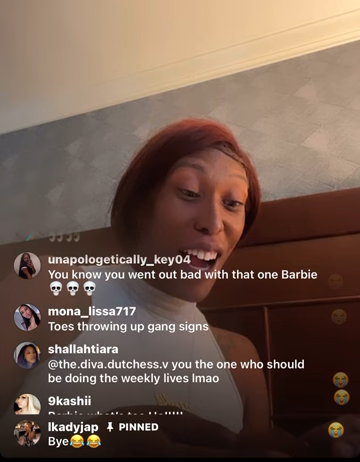 unapologetically_key04
You know you went out bad with that one Barbie
💀💀💀
mona_lissa717
Toes throwing up gang signs
shallahtiara
@the.diva.dutchess.v you the one who should
be doing the weekly lives lmao
9kashii
lkadyjap PINNED
Bye😂😂